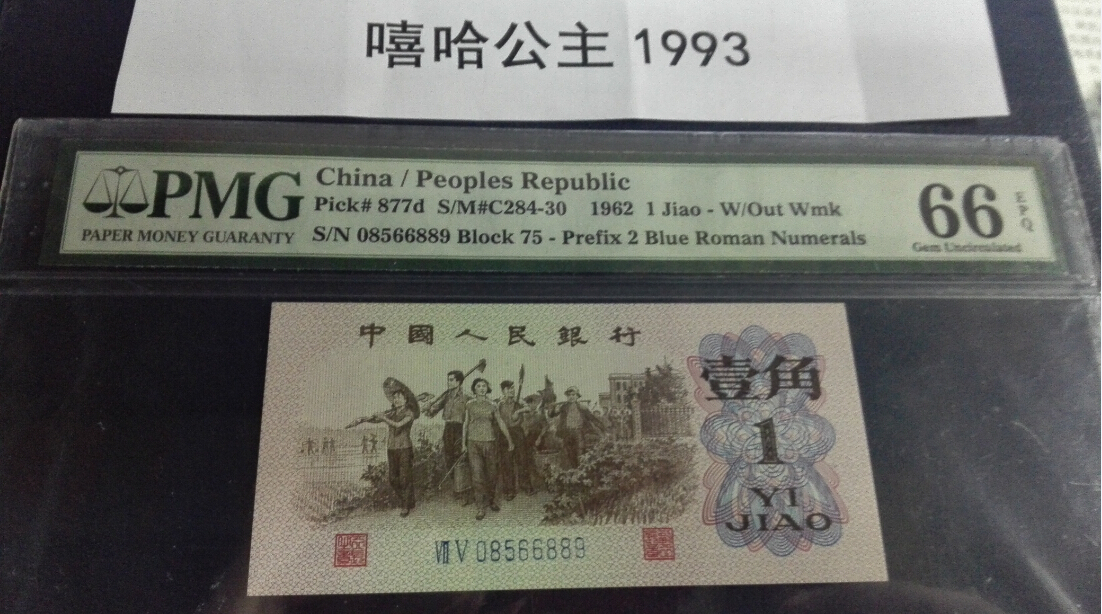 嘻哈公主 1993
PMG
PAPER MONEY GUARANTY
China / Peoples Republic
Pick# 877d S/M#C284-30 1962 1 Jiao - W/Out Wmk
S/N 08566889 Block 75 - Prefix 2 Blue Roman Numerals
66 EPQ
Gem Uncirculated
中國人民銀行
壹角
1
YI
JIAO
ⅦⅤ 08566889